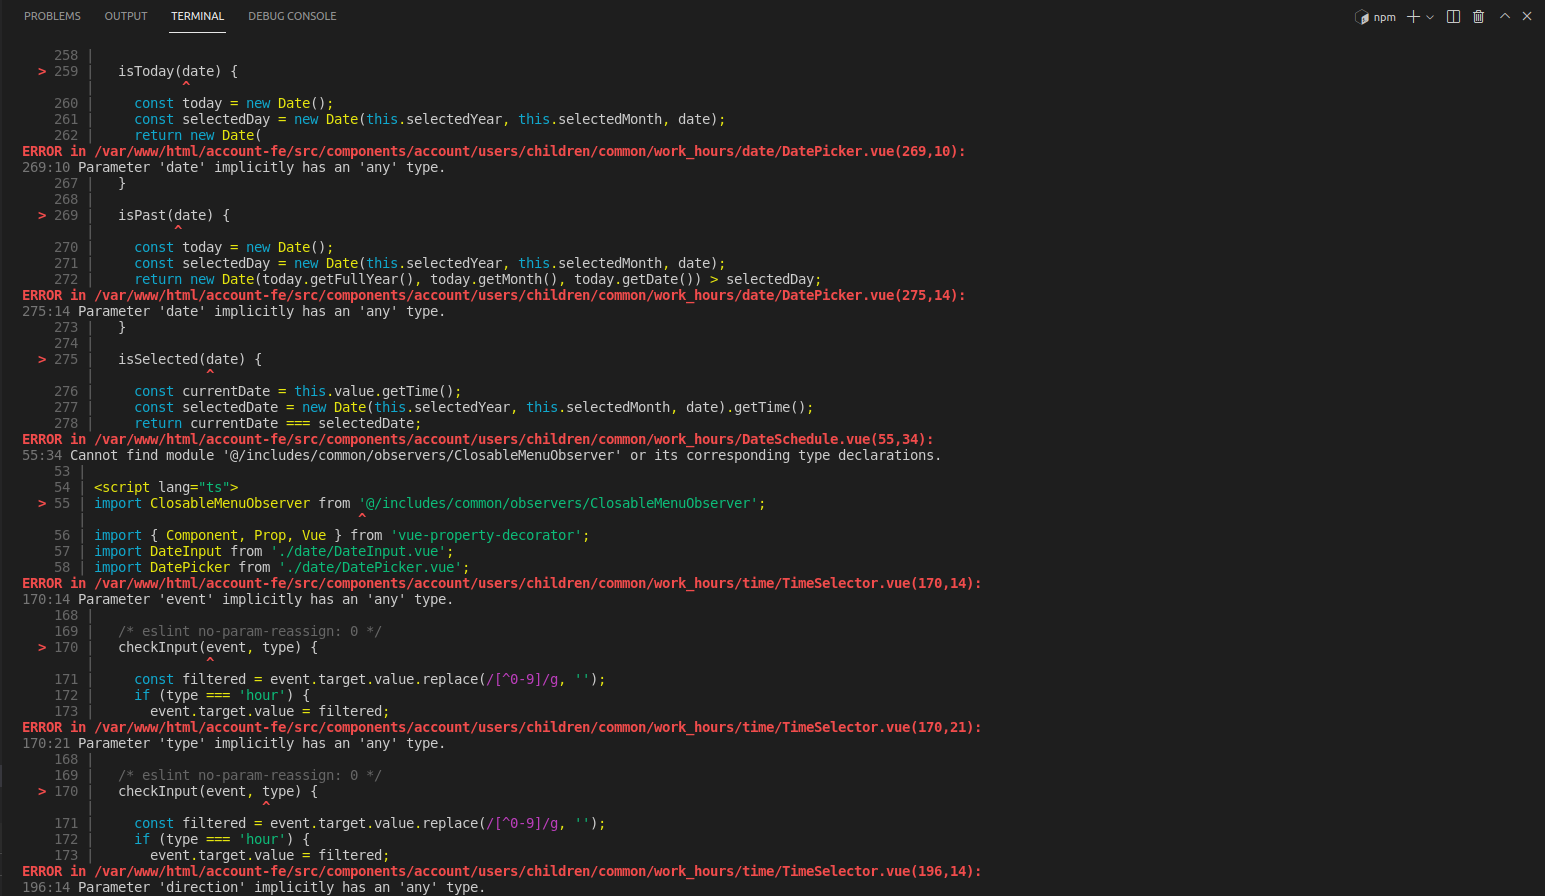 PROBLEMS OUTPUT TERMINAL DEBUG CONSOLE npm
258 |
> 259 | isToday(date) {
| ^
260 | const today = new Date();
261 | const selectedDay = new Date(this.selectedYear, this.selectedMonth, date);
262 | return new Date(
ERROR in /var/www/html/account-fe/src/components/account/users/children/common/work_hours/date/DatePicker.vue(269,10):
269:10 Parameter 'date' implicitly has an 'any' type.
267 | }
268 |
> 269 | isPast(date) {
| ^
270 | const today = new Date();
271 | const selectedDay = new Date(this.selectedYear, this.selectedMonth, date);
272 | return new Date(today.getFullYear(), today.getMonth(), today.getDate()) > selectedDay;
ERROR in /var/www/html/account-fe/src/components/account/users/children/common/work_hours/date/DatePicker.vue(275,14):
275:14 Parameter 'date' implicitly has an 'any' type.
273 | }
274 |
> 275 | isSelected(date) {
| ^
276 | const currentDate = this.value.getTime();
277 | const selectedDate = new Date(this.selectedYear, this.selectedMonth, date).getTime();
278 | return currentDate === selectedDate;
ERROR in /var/www/html/account-fe/src/components/account/users/children/common/work_hours/DateSchedule.vue(55,34):
55:34 Cannot find module '@/includes/common/observers/ClosableMenuObserver' or its corresponding type declarations.
53 |
54 | <script lang="ts">
> 55 | import ClosableMenuObserver from '@/includes/common/observers/ClosableMenuObserver';
| ^
56 | import { Component, Prop, Vue } from 'vue-property-decorator';
57 | import DateInput from './date/DateInput.vue';
58 | import DatePicker from './date/DatePicker.vue';
ERROR in /var/www/html/account-fe/src/components/account/users/children/common/work_hours/time/TimeSelector.vue(170,14):
170:14 Parameter 'event' implicitly has an 'any' type.
168 |
169 | /* eslint no-param-reassign: 0 */
> 170 | checkInput(event, type) {
| ^
171 | const filtered = event.target.value.replace(/[^0-9]/g, '');
172 | if (type === 'hour') {
173 | event.target.value = filtered;
ERROR in /var/www/html/account-fe/src/components/account/users/children/common/work_hours/time/TimeSelector.vue(170,21):
170:21 Parameter 'type' implicitly has an 'any' type.
168 |
169 | /* eslint no-param-reassign: 0 */
> 170 | checkInput(event, type) {
| ^
171 | const filtered = event.target.value.replace(/[^0-9]/g, '');
172 | if (type === 'hour') {
173 | event.target.value = filtered;
ERROR in /var/www/html/account-fe/src/components/account/users/children/common/work_hours/time/TimeSelector.vue(196,14):
196:14 Parameter 'direction' implicitly has an 'any' type.